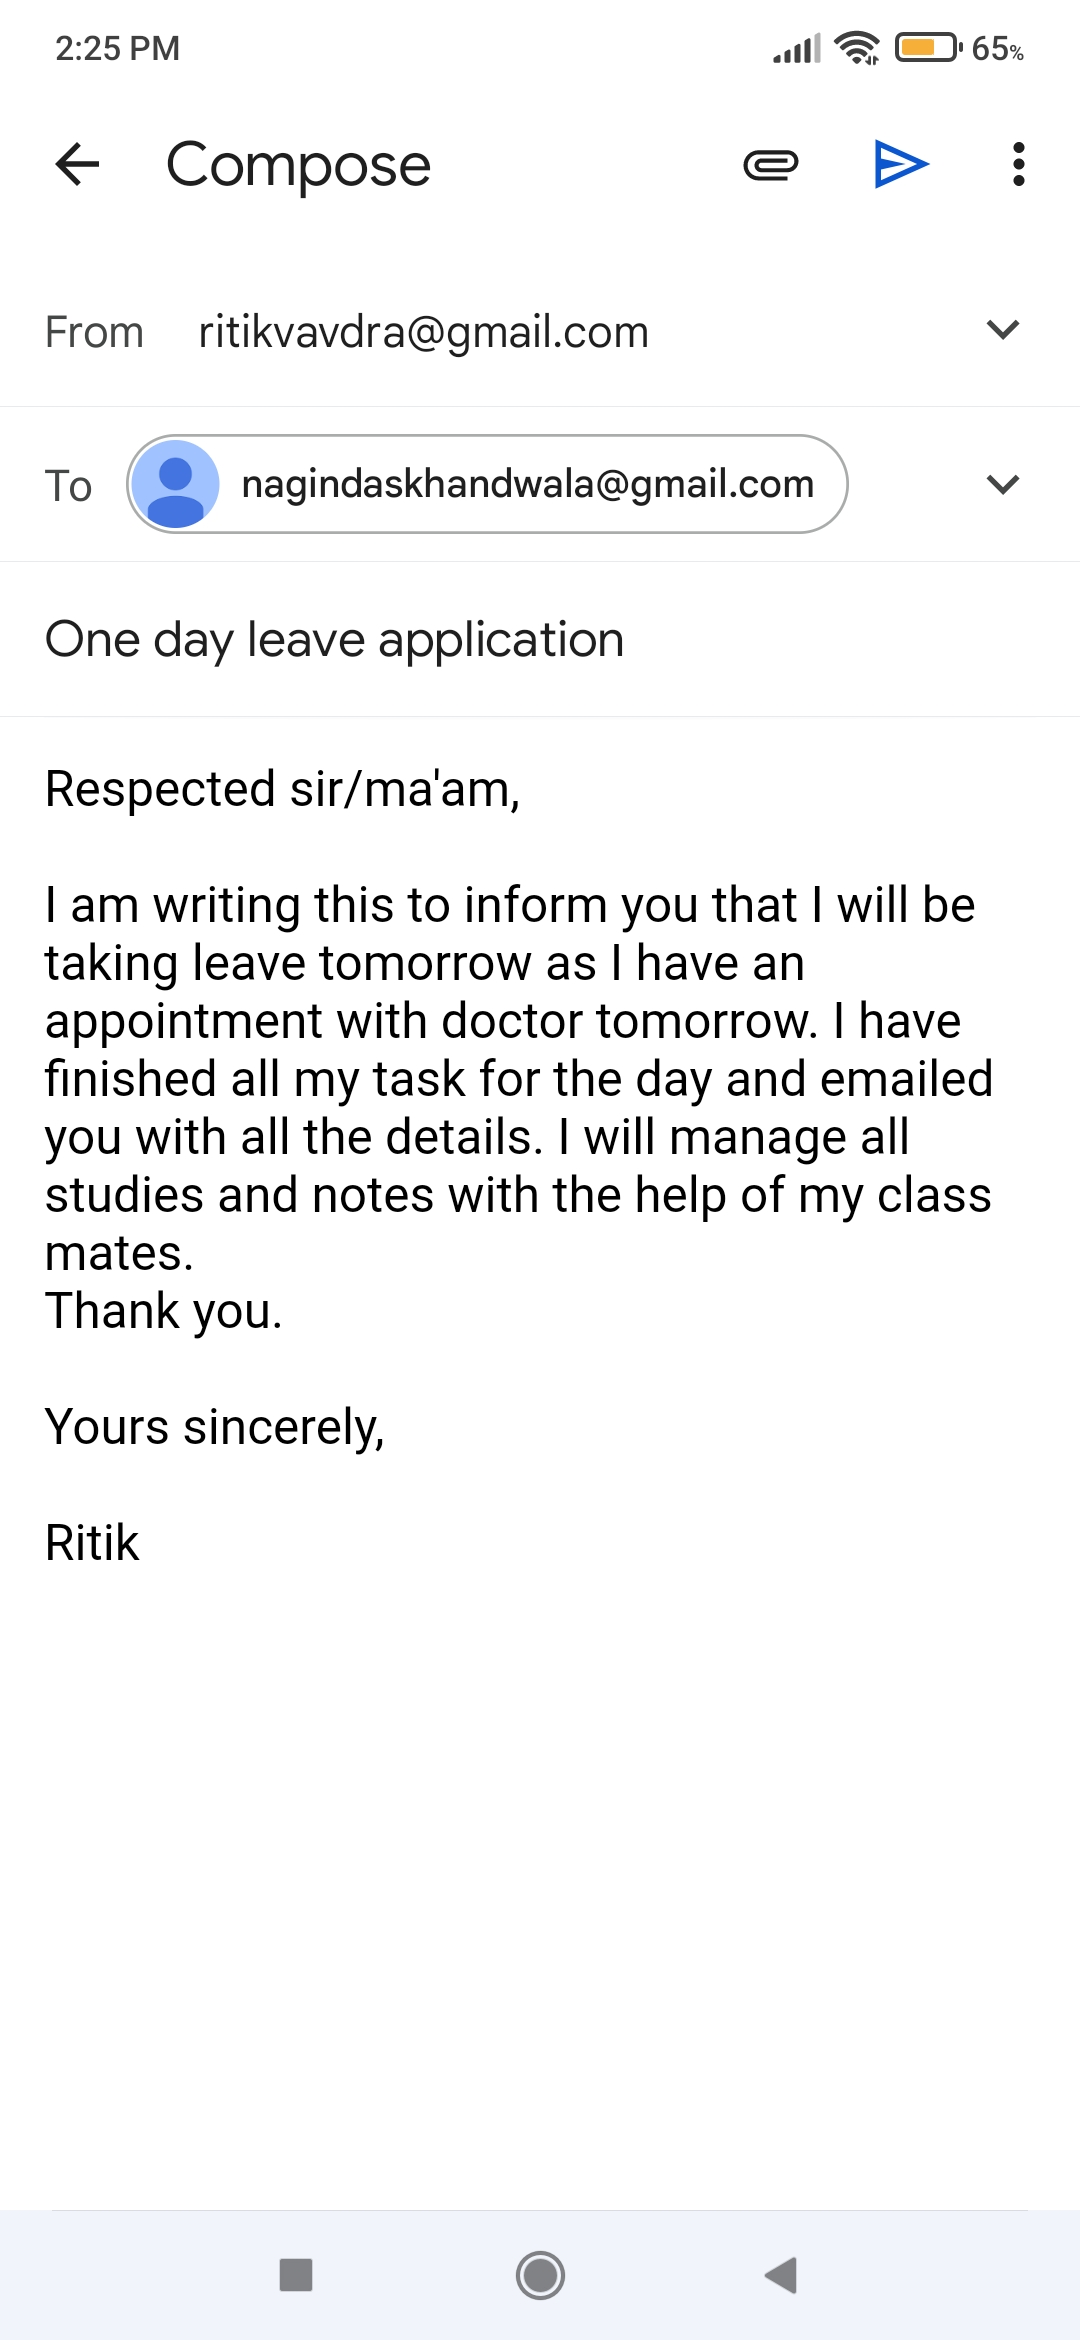 2:25 PM 65%
Compose
From ritikvavdra@gmail.com
To nagindaskhandwala@gmail.com
One day leave application
Respected sir/ma'am,
I am writing this to inform you that I will be
taking leave tomorrow as I have an
appointment with doctor tomorrow. I have
finished all my task for the day and emailed
you with all the details. I will manage all
studies and notes with the help of my class
mates.
Thank you.
Yours sincerely,
Ritik